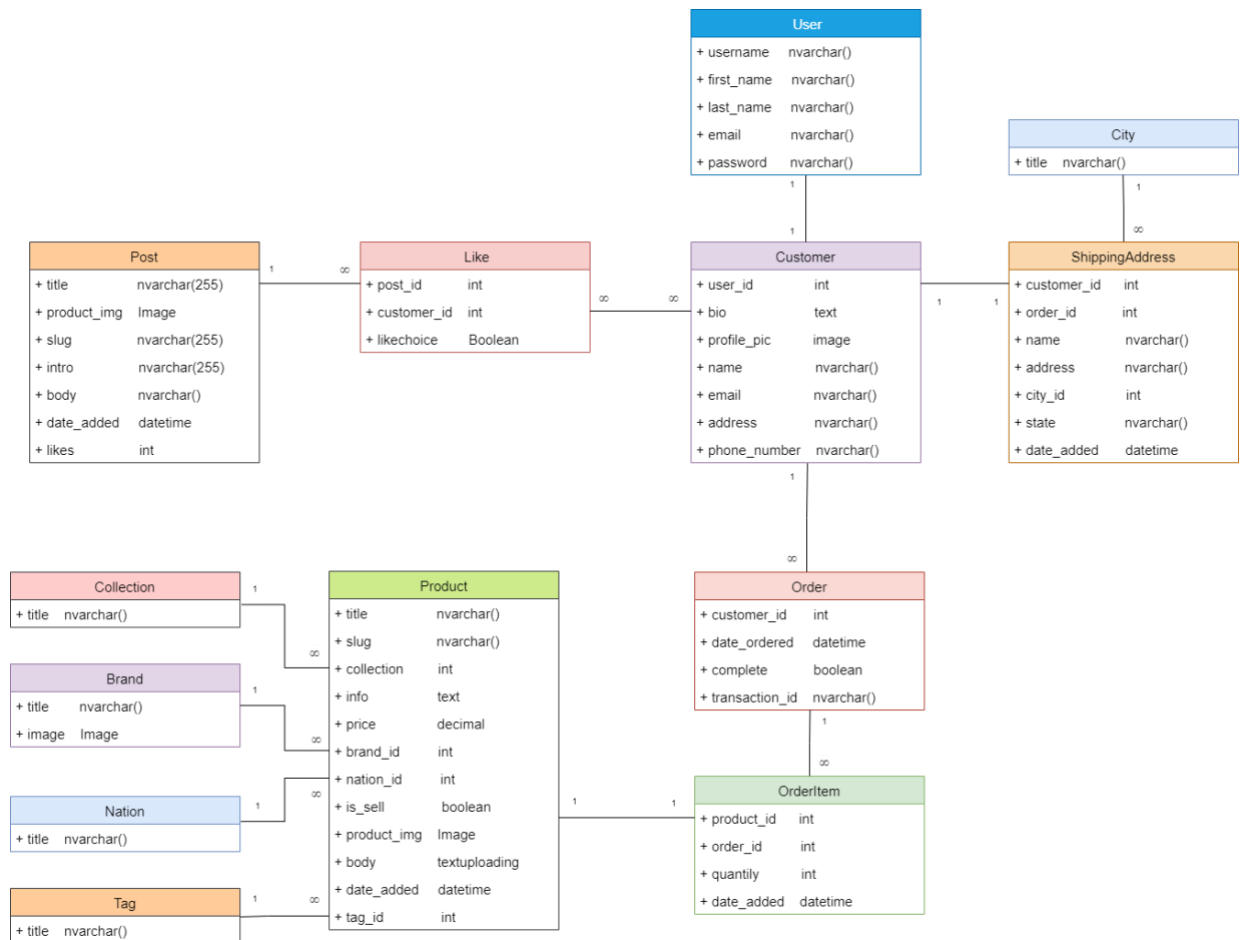 User
+ username nvarchar()
+ first_name nvarchar()
+ last_name nvarchar()
+ email nvarchar()
+ password nvarchar()
1
1
City
+ title nvarchar()
1
∞
Post
+ title nvarchar(255)
+ product_img Image
+ slug nvarchar(255)
+ intro nvarchar(255)
+ body nvarchar()
+ date_added datetime
+ likes int
1 ∞
Like
+ post_id int
+ customer_id int
+ likechoice Boolean
∞ ∞
Customer
+ user_id int
+ bio text
+ profile_pic image
+ name nvarchar()
+ email nvarchar()
+ address nvarchar()
+ phone_number nvarchar()
1 1
ShippingAddress
+ customer_id int
+ order_id int
+ name nvarchar()
+ address nvarchar()
+ city_id int
+ state nvarchar()
+ date_added datetime
1
∞
Collection
+ title nvarchar()
1
∞
Brand
+ title nvarchar()
+ image Image
1
∞
Nation
+ title nvarchar()
1
∞
Tag
+ title nvarchar()
1 ∞
Product
+ title nvarchar()
+ slug nvarchar()
+ collection int
+ info text
+ price decimal
+ brand_id int
+ nation_id int
+ is_sell boolean
+ product_img Image
+ body textuploading
+ date_added datetime
+ tag_id int
1 1
Order
+ customer_id int
+ date_ordered datetime
+ complete boolean
+ transaction_id nvarchar()
1
∞
OrderItem
+ product_id int
+ order_id int
+ quantily int
+ date_added datetime